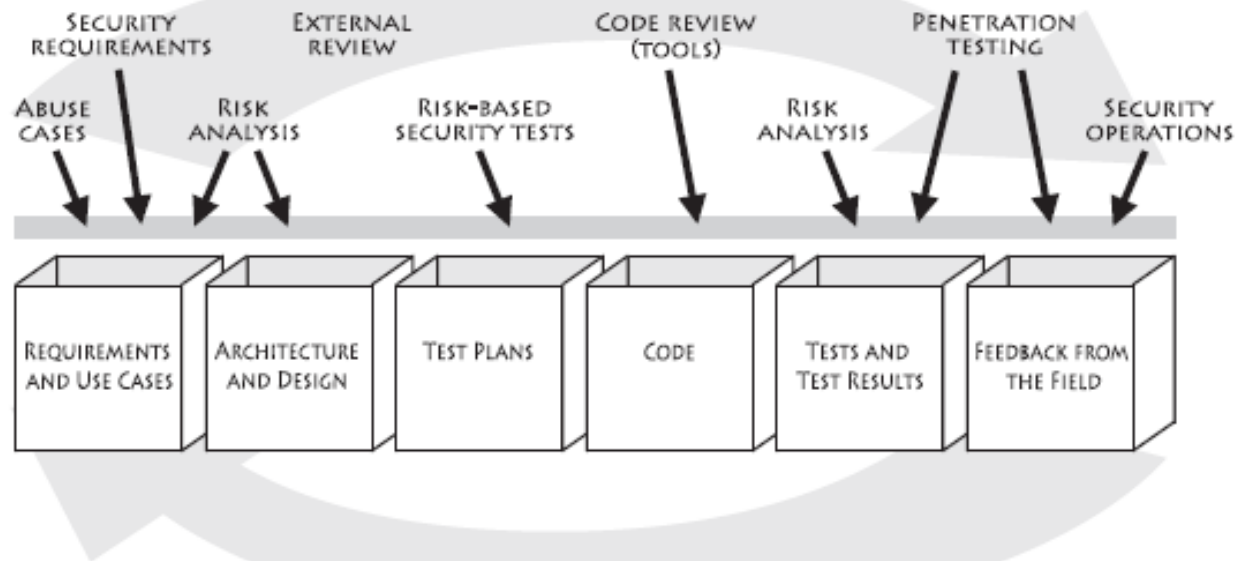 SECURITY
REQUIREMENTS
EXTERNAL
REVIEW
CODE REVIEW
(TOOLS)
PENETRATION
TESTING
ABUSE
CASES
RISK
ANALYSIS
RISK-BASED
SECURITY TESTS
RISK
ANALYSIS
SECURITY
OPERATIONS
REQUIREMENTS
AND USE CASES
ARCHITECTURE
AND DESIGN
TEST PLANS
CODE
TESTS AND
TEST RESULTS
FEEDBACK FROM
THE FIELD